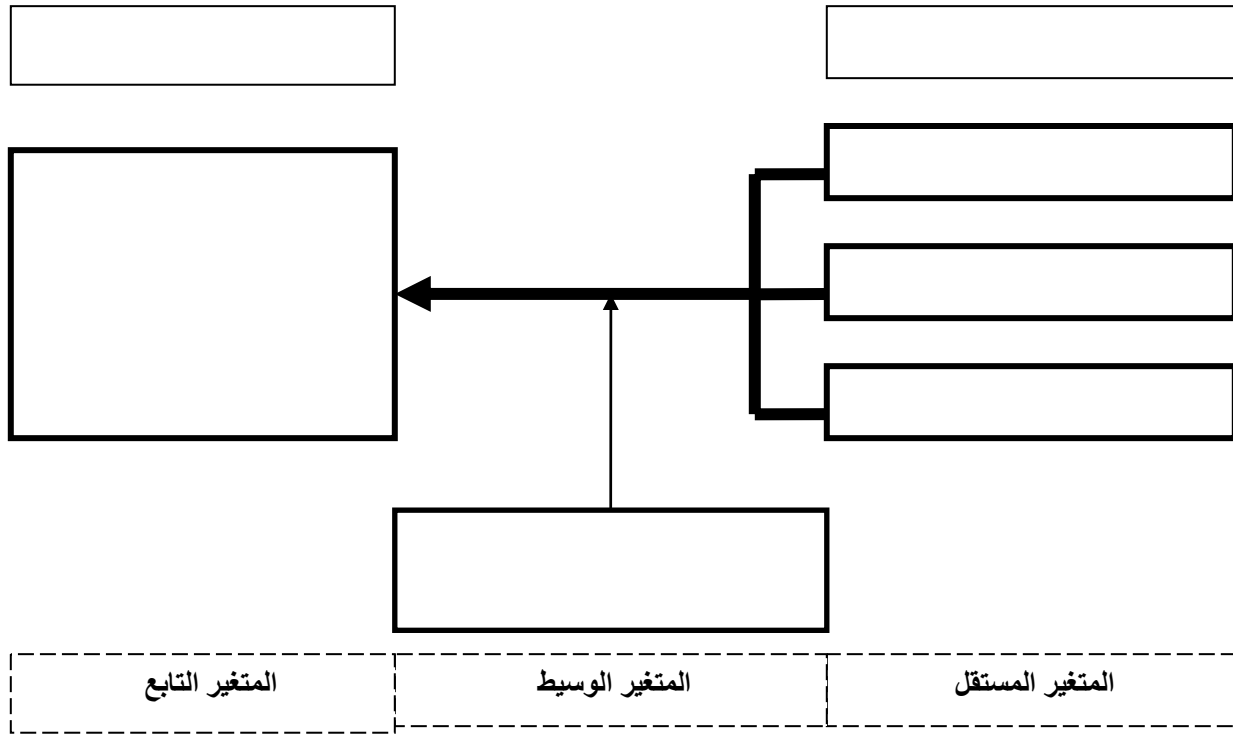 المتغير المستقل
المتغير الوسيط
المتغير التابع